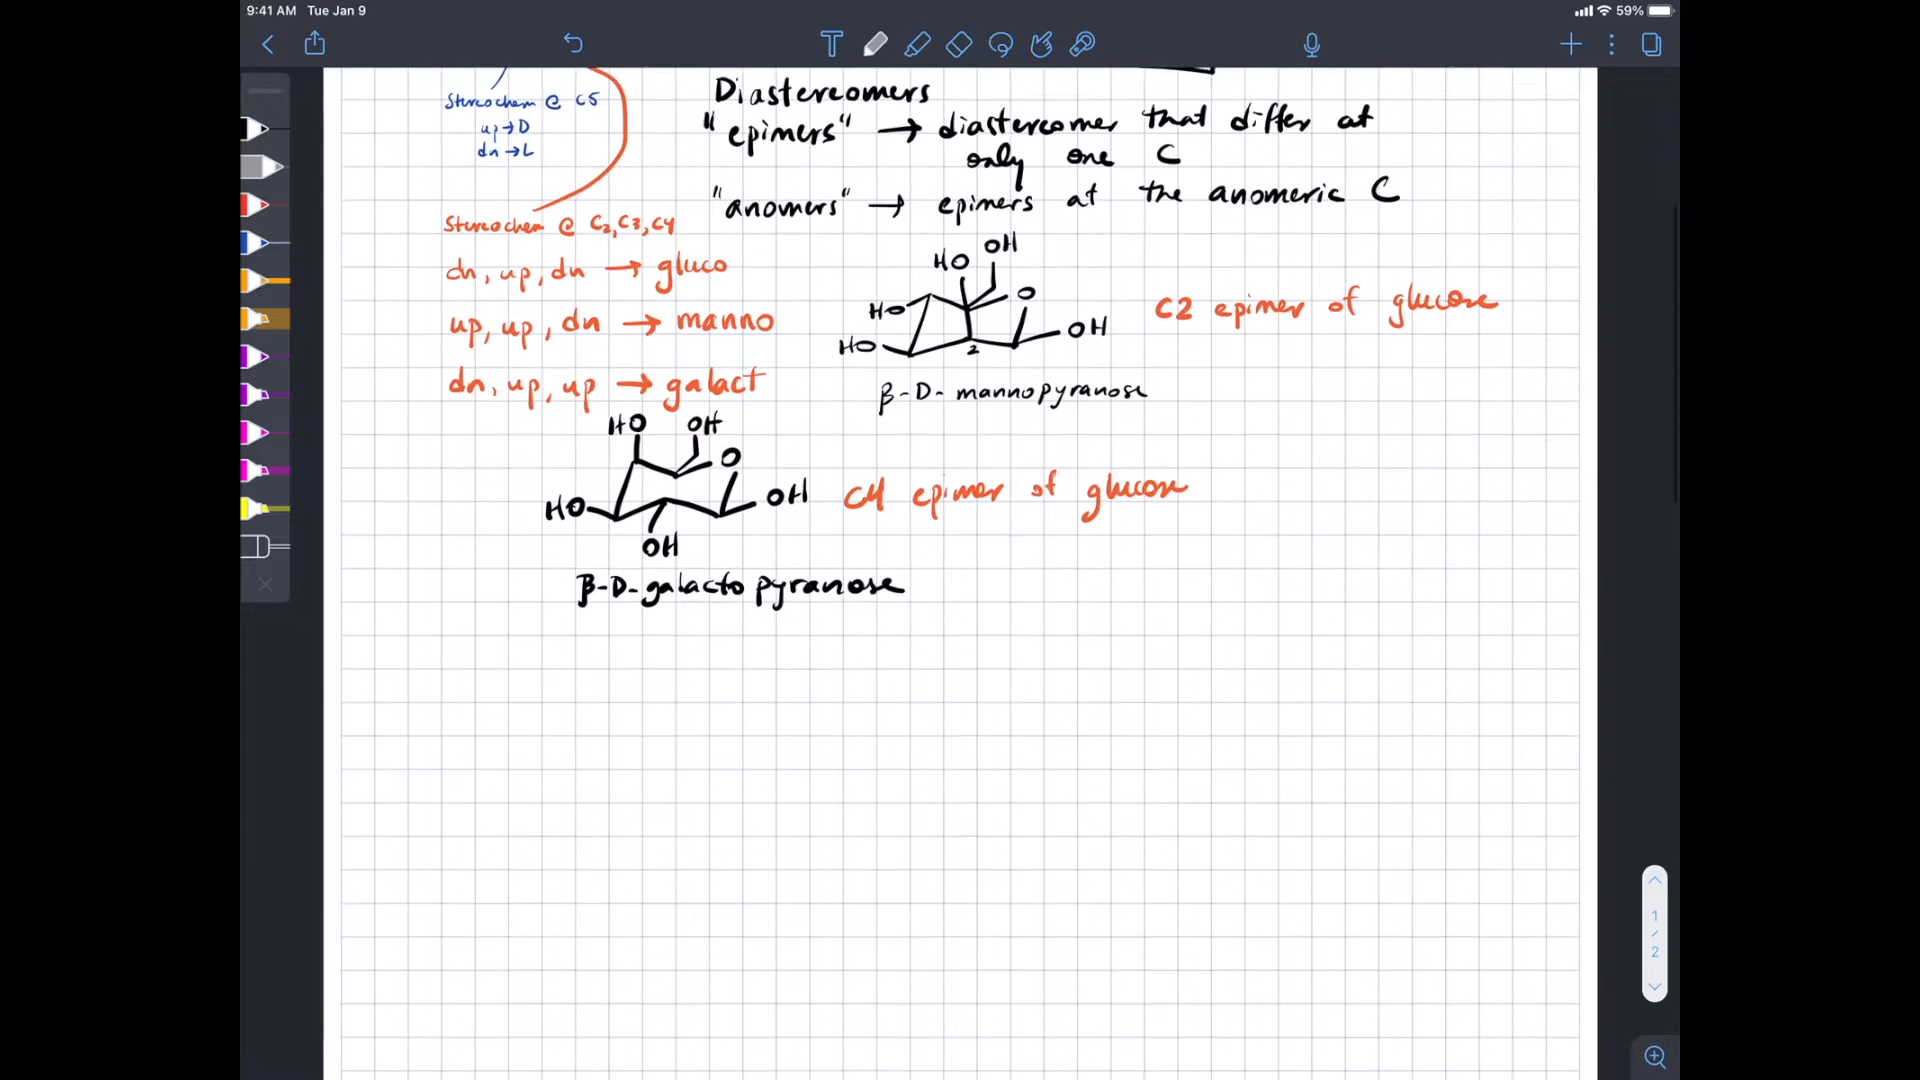 9:41 AM Tue Jan 9
59%
Stereochem @ C5
up→D
dn→L
Stereochem @ C2,C3,C4
dn, up, dn → gluco
up, up, dn → manno
dn, up, up → galact
Diastereomers
"epimers" → diastereomer that differ at
only one C
"anomers" → epimers at the anomeric C
HO OH
HO O
HO OH
2
β-D-mannopyranose
C2 epimer of glucose
HO OH
O
HO OH
OH
C4 epimer of glucose
β-D-galactopyranose
1
/
2